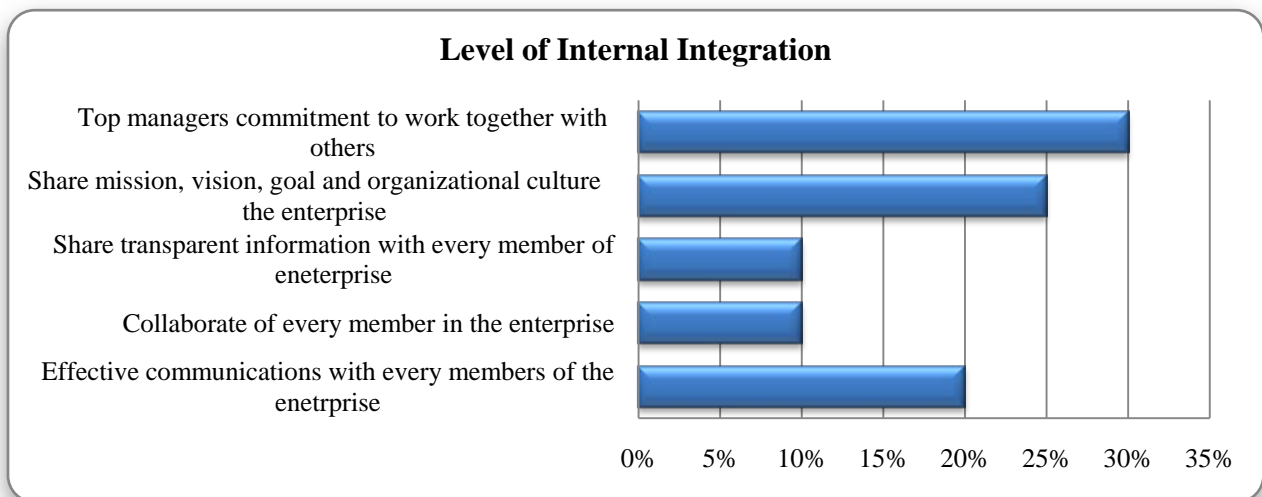 Level of Internal Integration
Top managers commitment to work together with
others
Share mission, vision, goal and organizational culture
the enterprise
Share transparent information with every member of
eneterprise
Collaborate of every member in the enterprise
Effective communications with every members of the
enetrprise
0% 5% 10% 15% 20% 25% 30% 35%